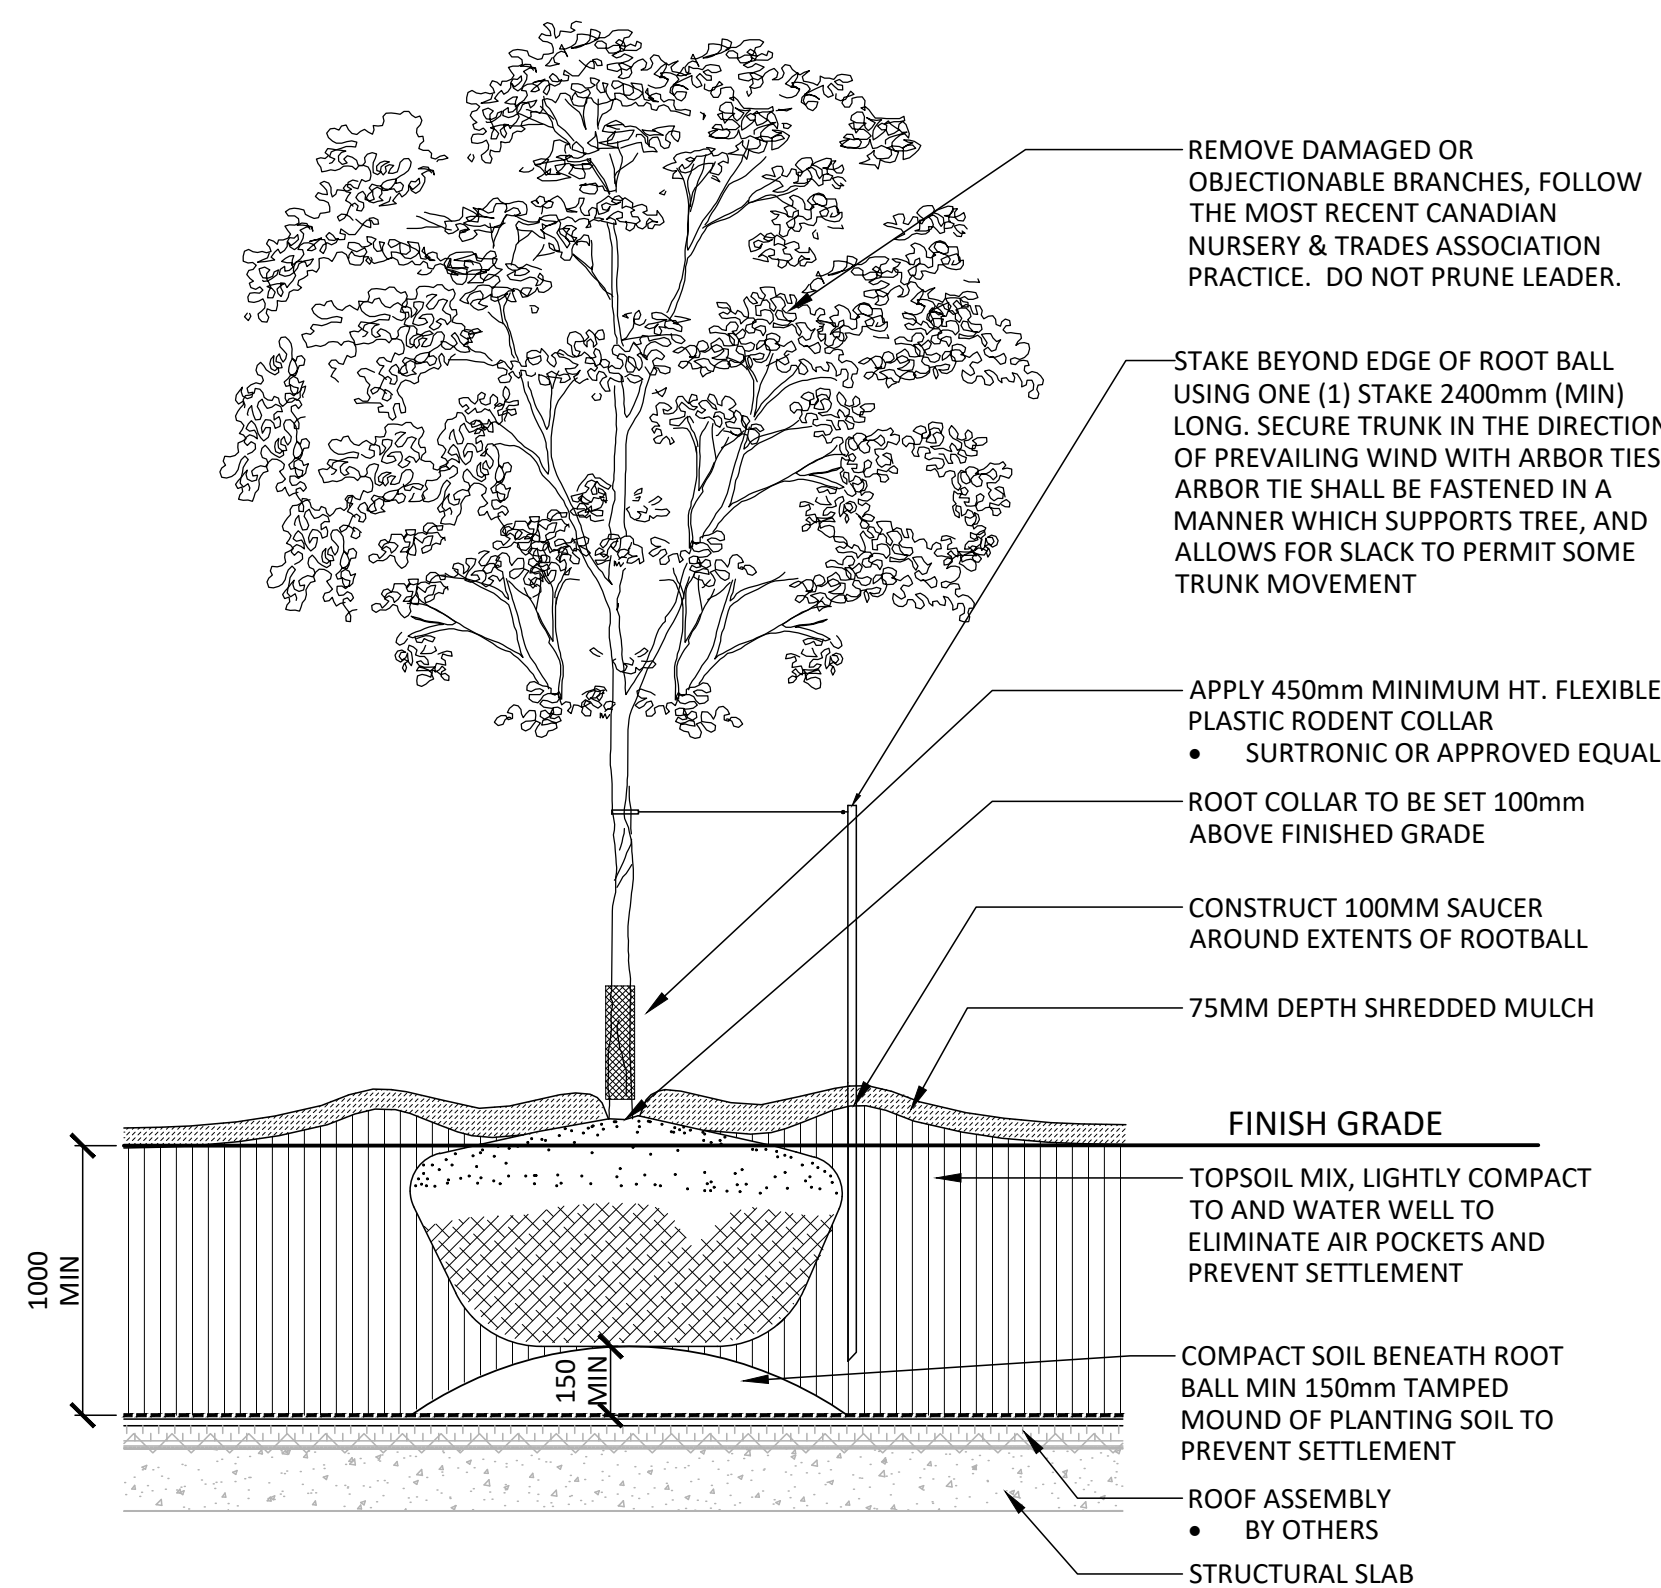 REMOVE DAMAGED OR
OBJECTIONABLE BRANCHES, FOLLOW
THE MOST RECENT CANADIAN
NURSERY & TRADES ASSOCIATION
PRACTICE. DO NOT PRUNE LEADER.
STAKE BEYOND EDGE OF ROOT BALL
USING ONE (1) STAKE 2400mm (MIN)
LONG. SECURE TRUNK IN THE DIRECTION
OF PREVAILING WIND WITH ARBOR TIES
ARBOR TIE SHALL BE FASTENED IN A
MANNER WHICH SUPPORTS TREE, AND
ALLOWS FOR SLACK TO PERMIT SOME
TRUNK MOVEMENT
APPLY 450mm MINIMUM HT. FLEXIBLE
PLASTIC RODENT COLLAR
• SURTRONIC OR APPROVED EQUAL
ROOT COLLAR TO BE SET 100mm
ABOVE FINISHED GRADE
CONSTRUCT 100MM SAUCER
AROUND EXTENTS OF ROOTBALL
75MM DEPTH SHREDDED MULCH
FINISH GRADE
TOPSOIL MIX, LIGHTLY COMPACT
TO AND WATER WELL TO
ELIMINATE AIR POCKETS AND
PREVENT SETTLEMENT
1000
MIN
150
MIN
COMPACT SOIL BENEATH ROOT
BALL MIN 150mm TAMPED
MOUND OF PLANTING SOIL TO
PREVENT SETTLEMENT
ROOF ASSEMBLY
• BY OTHERS
STRUCTURAL SLAB